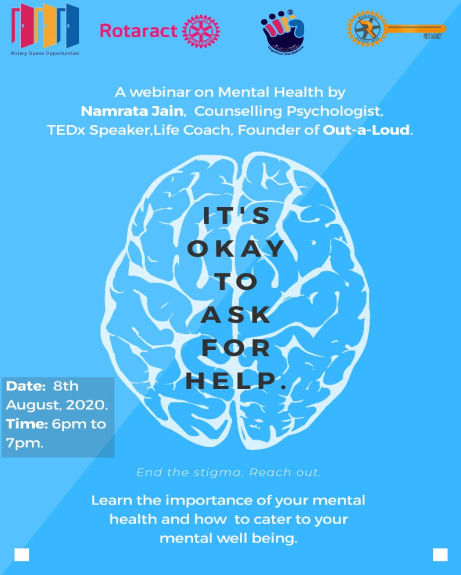 Rotary Opens Opportunities
Rotaract
ROTARACT
A webinar on Mental Health by
Namrata Jain, Counselling Psychologist,
TEDx Speaker,Life Coach, Founder of Out-a-Loud.
IT'S
OKAY
TO
ASK
FOR
HELP.
Date: 8th
August, 2020.
Time: 6pm to
7pm.
End the stigma. Reach out.
Learn the importance of your mental
health and how to cater to your
mental well being.